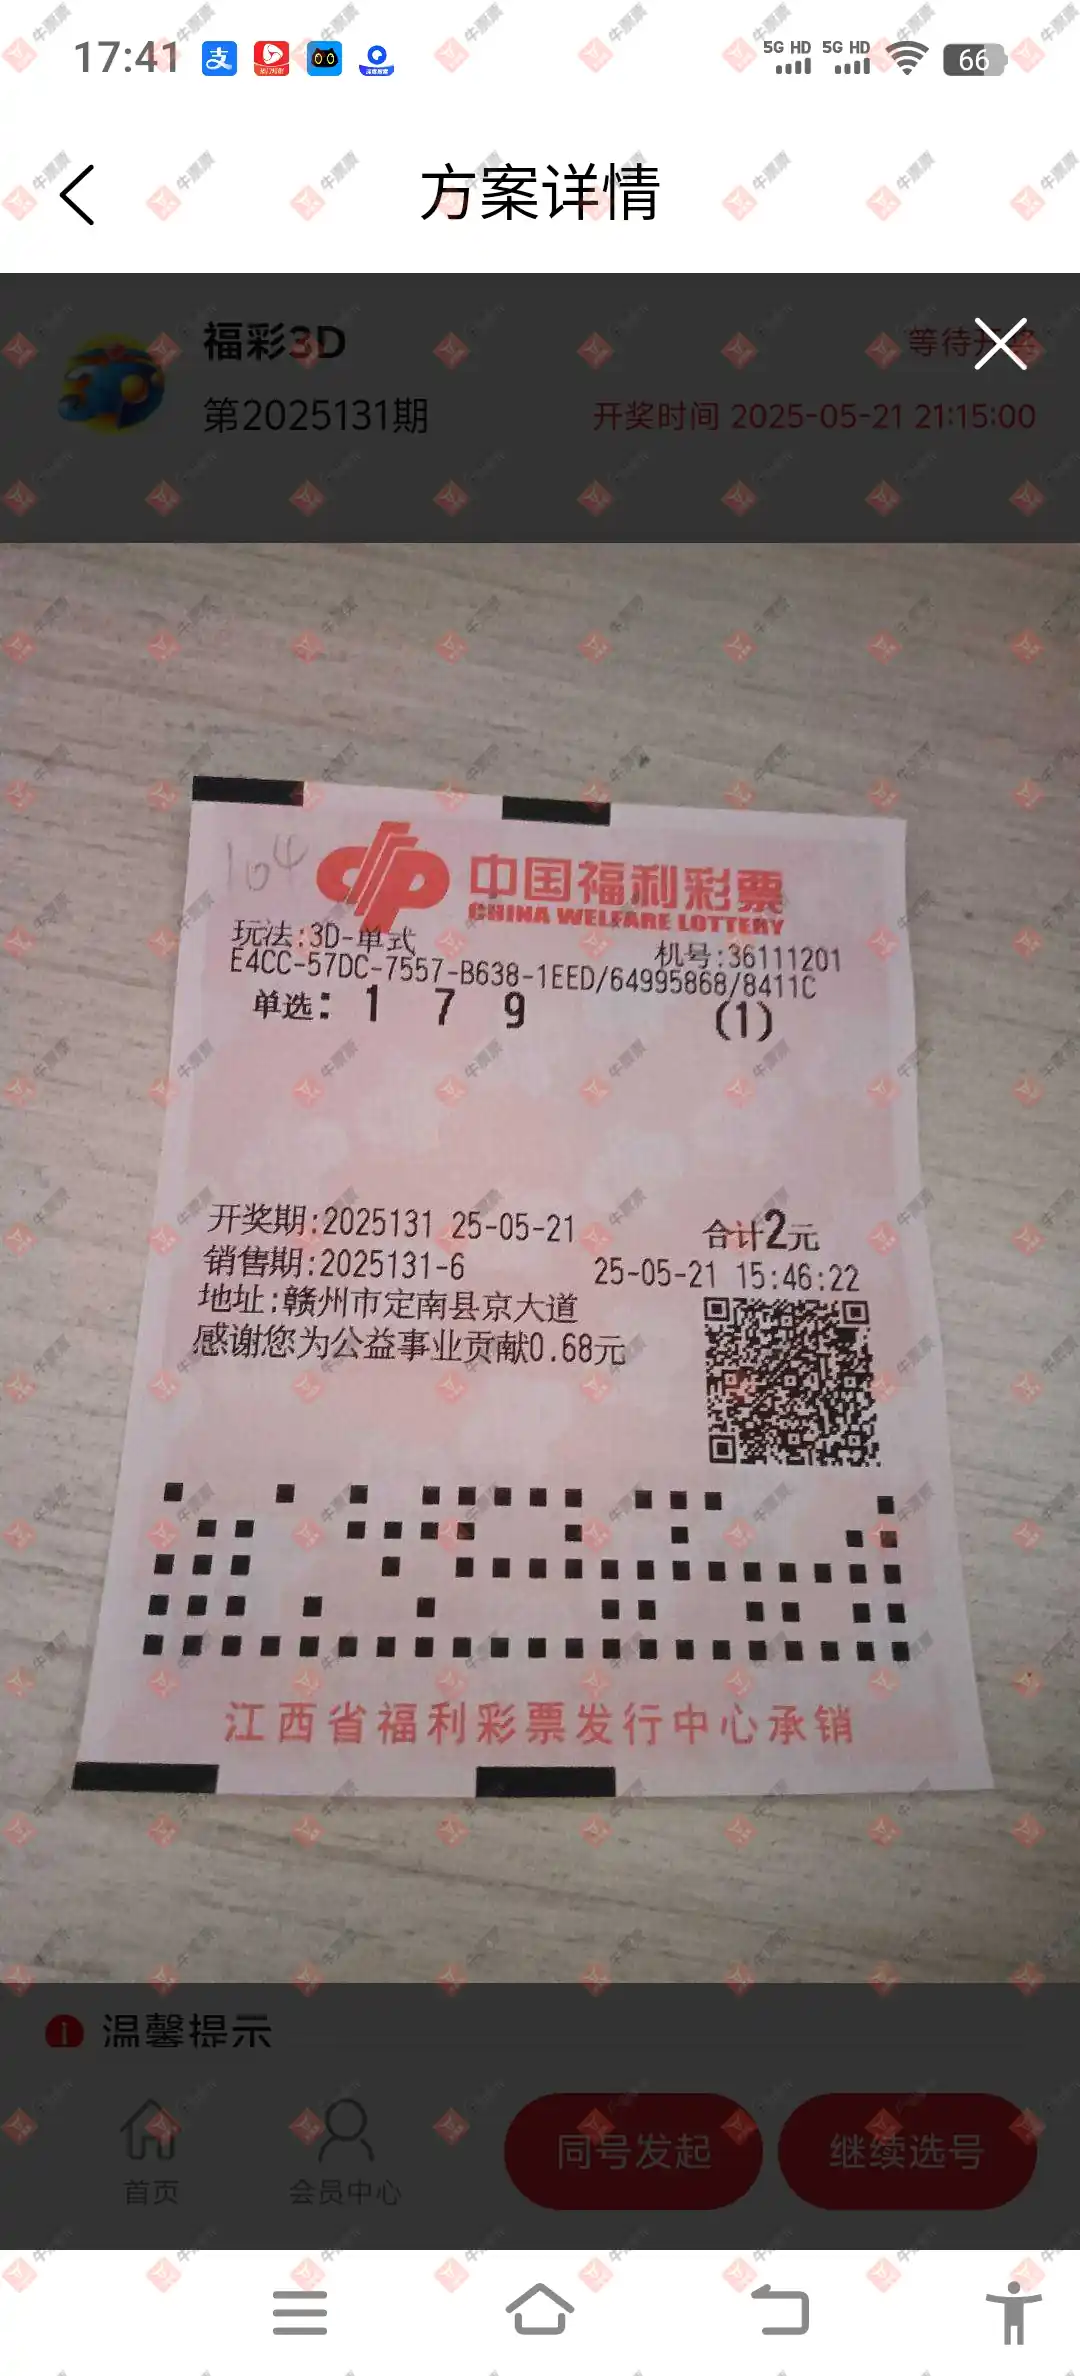 17:41
5G HD 5G HD
66
方案详情
福彩3D
等待开奖
第2025131期
开奖时间 2025-05-21 21:15:00
104
中国福利彩票
CHINA WELFARE LOTTERY
玩法:3D-单式
机号:36111201
E4CC-57DC-7557-B638-1EED/64995868/8411C
单选: 1 7 9 (1)
开奖期:2025131 25-05-21
合计2元
销售期:2025131-6
25-05-21 15:46:22
地址:赣州市定南县京大道
感谢您为公益事业贡献0.68元
江西省福利彩票发行中心承销
温馨提示
首页
会员中心
同号发起
继续选号